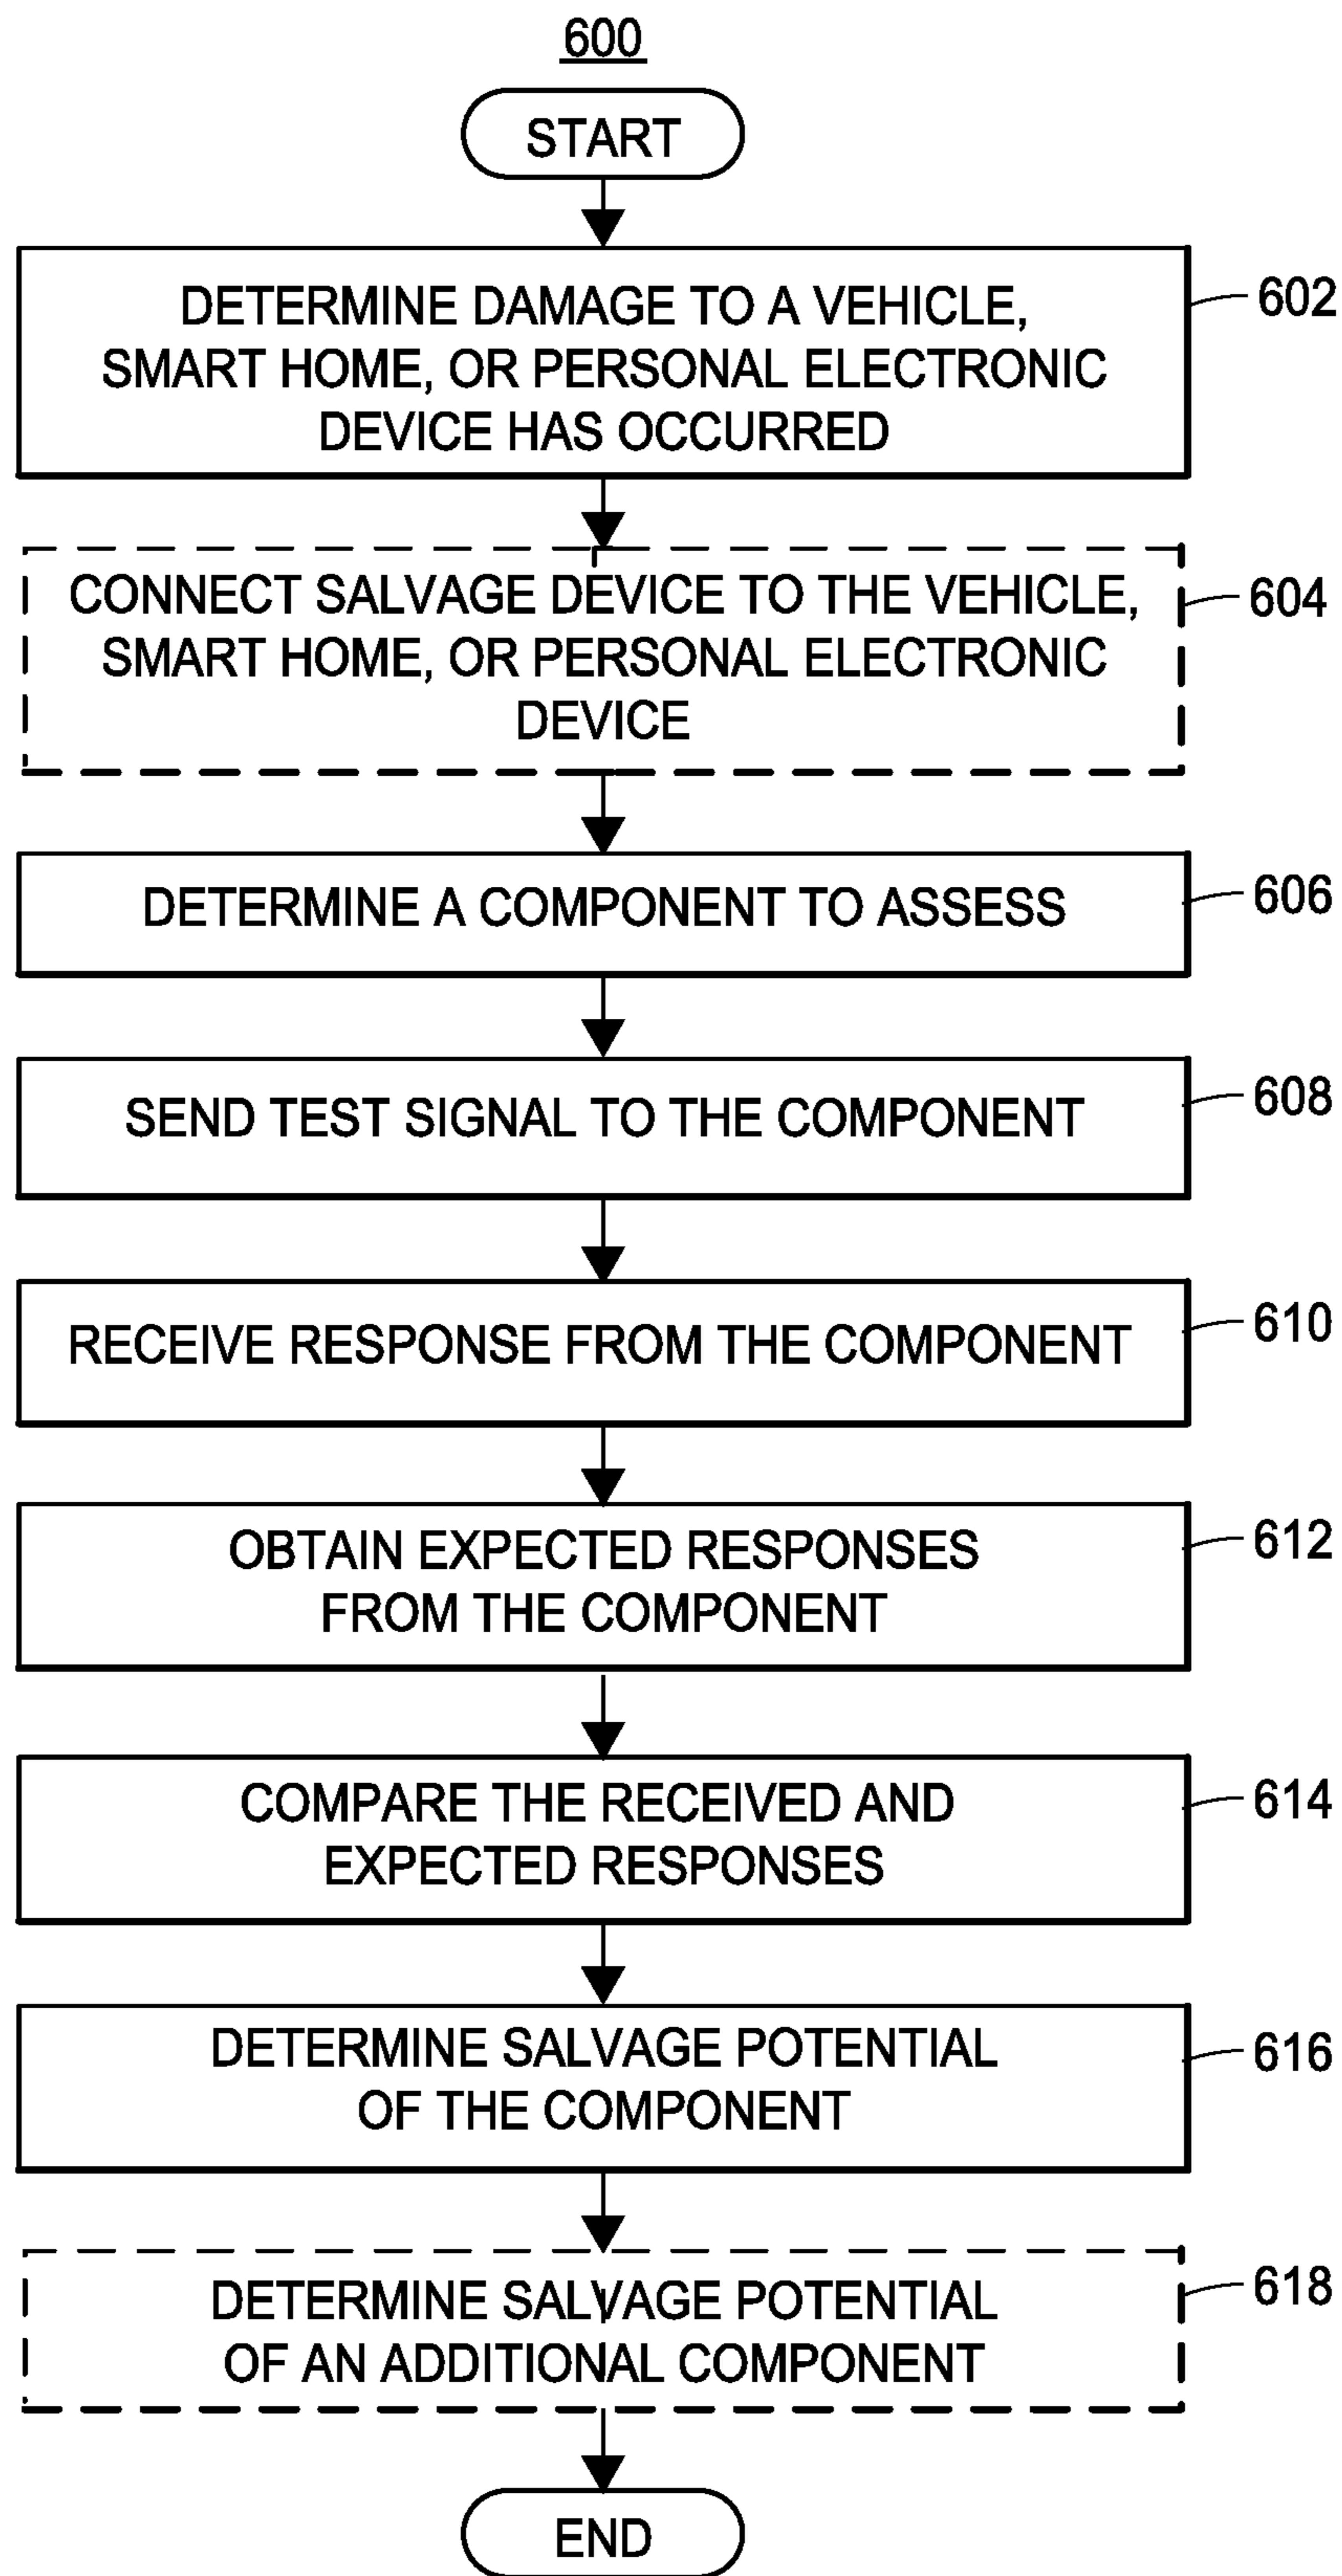 600
START
DETERMINE DAMAGE TO A VEHICLE,
SMART HOME, OR PERSONAL ELECTRONIC
DEVICE HAS OCCURRED
602
CONNECT SALVAGE DEVICE TO THE VEHICLE,
SMART HOME, OR PERSONAL ELECTRONIC
DEVICE
604
DETERMINE A COMPONENT TO ASSESS
606
SEND TEST SIGNAL TO THE COMPONENT
608
RECEIVE RESPONSE FROM THE COMPONENT
610
OBTAIN EXPECTED RESPONSES
FROM THE COMPONENT
612
COMPARE THE RECEIVED AND
EXPECTED RESPONSES
614
DETERMINE SALVAGE POTENTIAL
OF THE COMPONENT
616
DETERMINE SALVAGE POTENTIAL
OF AN ADDITIONAL COMPONENT
618
END